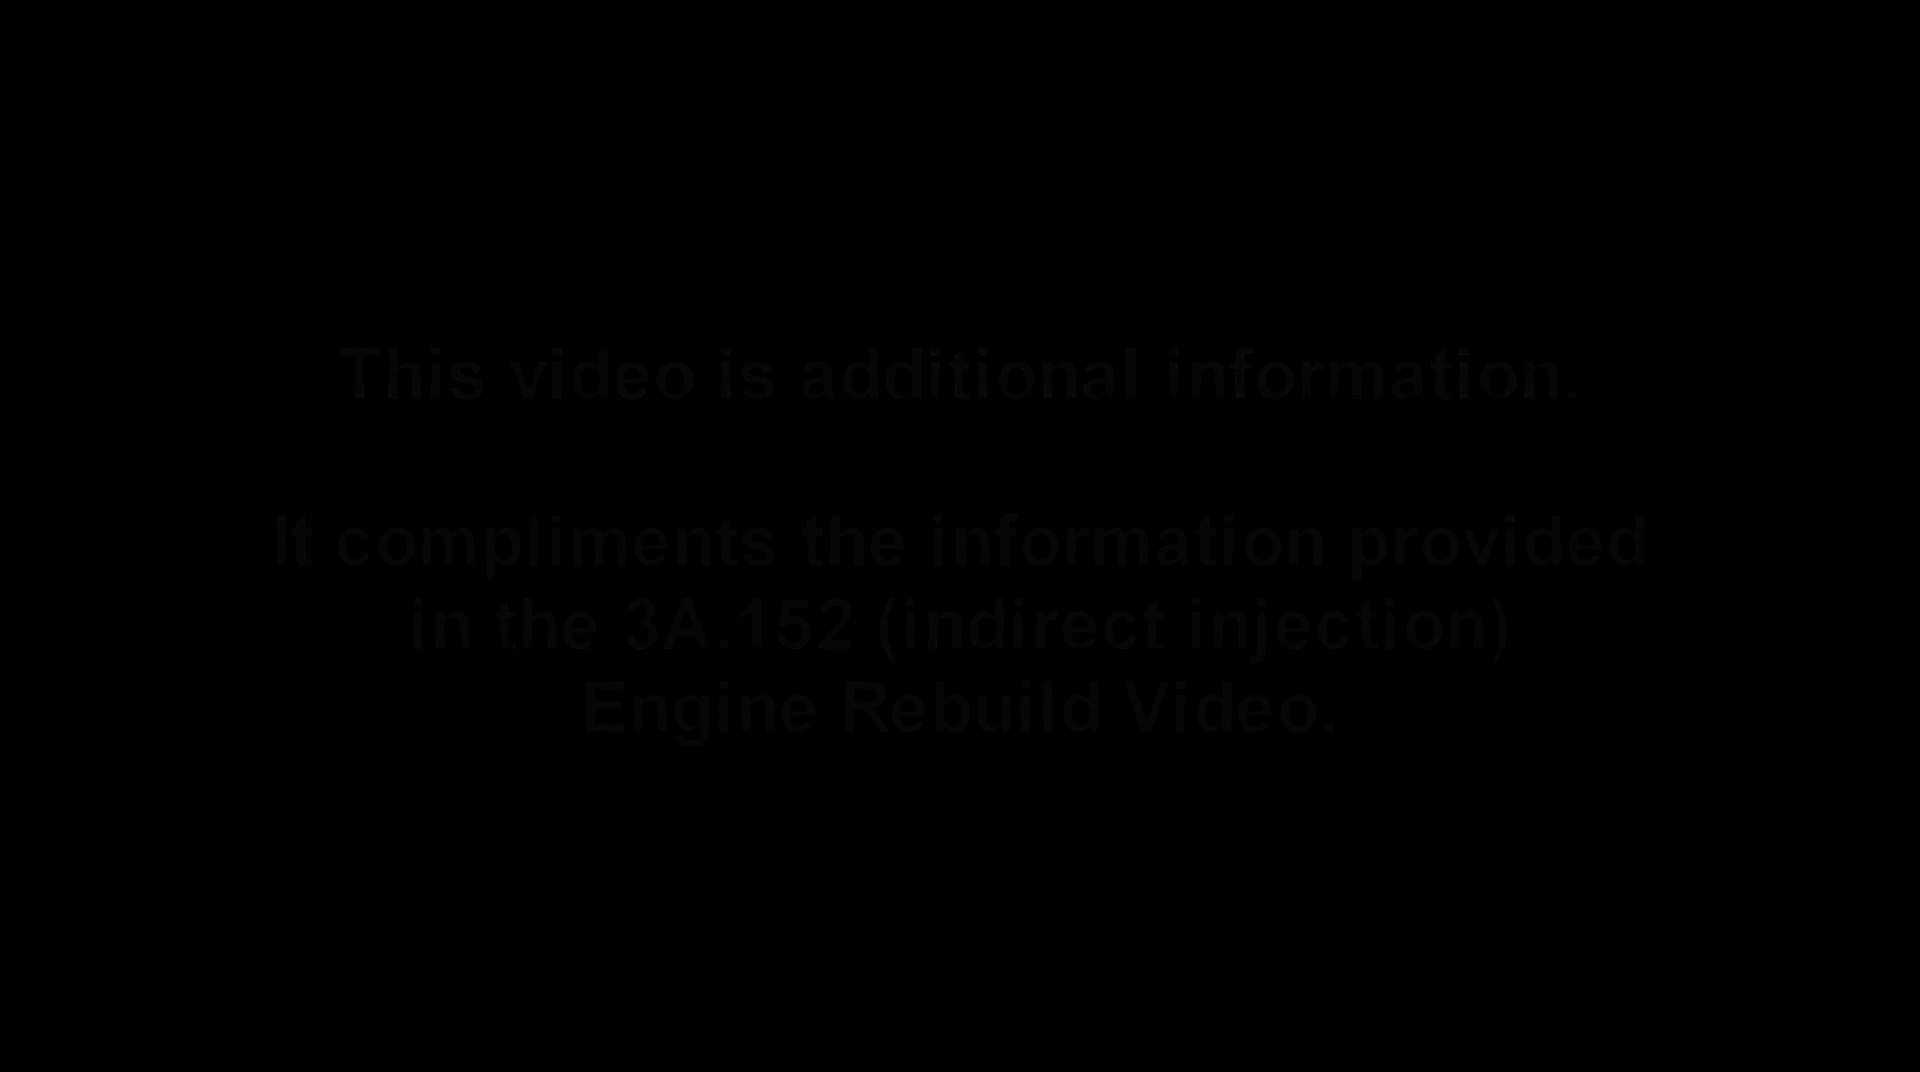 This video is additional information.
It compliments the information provided
in the 3A.152 (indirect injection)
Engine Rebuild Video.